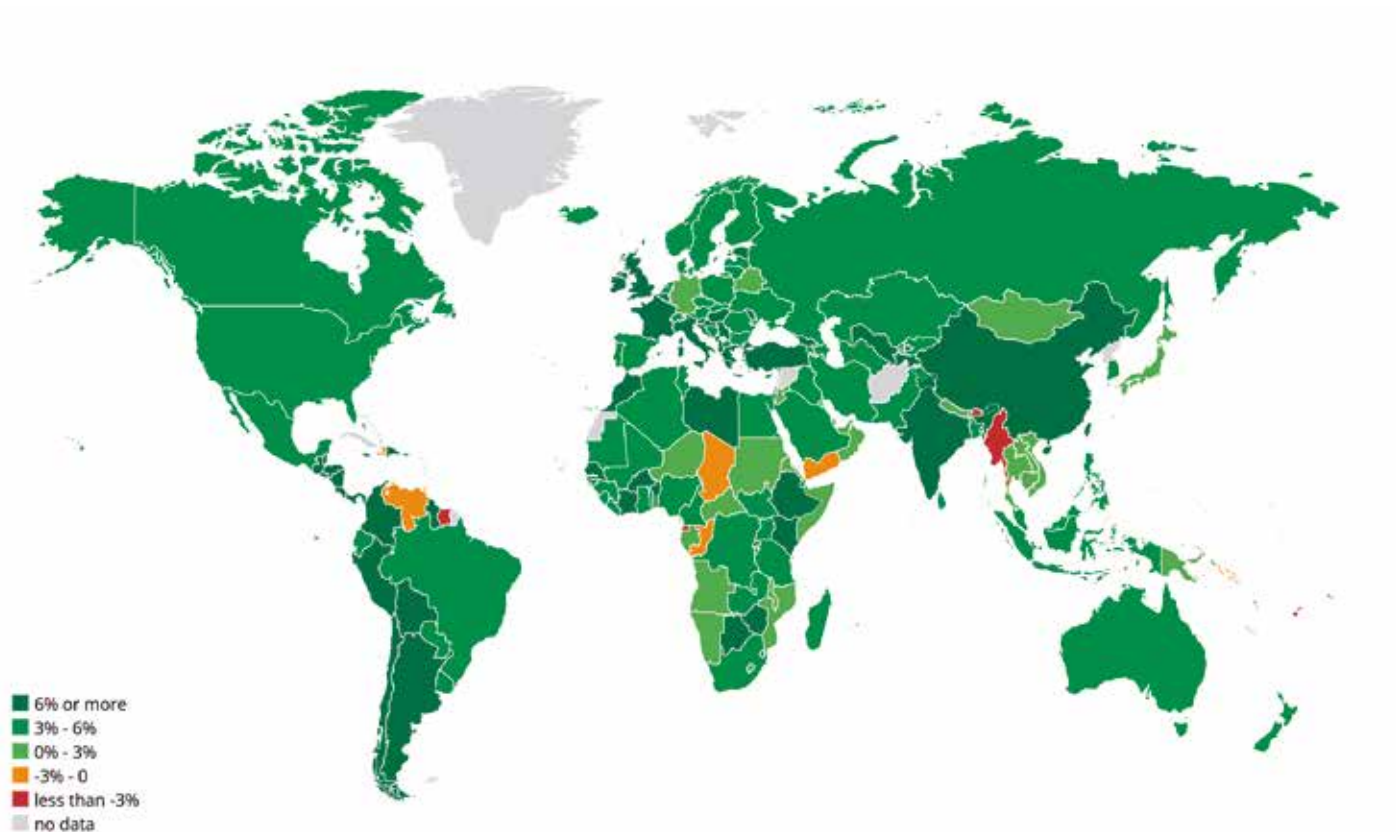 6% or more
3% - 6%
0% - 3%
-3% - 0
less than -3%
no data